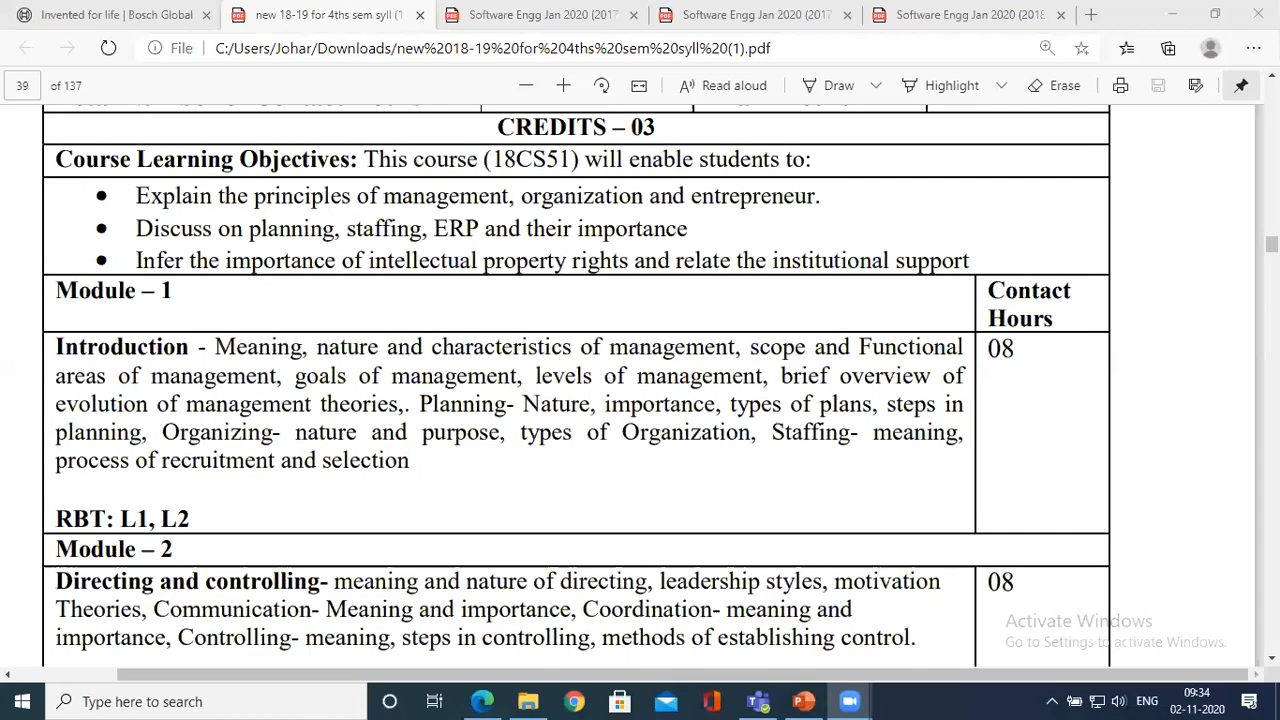 Invented for life | Bosch Global
new 18-19 for 4ths sem syll (1
Software Engg Jan 2020 (2017
Software Engg Jan 2020 (2017
Software Engg Jan 2020 (2018
File C:/Users/Johar/Downloads/new%2018-19%20for%204ths%20sem%20syll%20(1).pdf
39 of 137 Read aloud Draw Highlight Erase
CREDITS – 03
Course Learning Objectives: This course (18CS51) will enable students to:
• Explain the principles of management, organization and entrepreneur.
• Discuss on planning, staffing, ERP and their importance
• Infer the importance of intellectual property rights and relate the institutional support
Module – 1
Contact
Hours
Introduction - Meaning, nature and characteristics of management, scope and Functional
areas of management, goals of management, levels of management, brief overview of
evolution of management theories,. Planning- Nature, importance, types of plans, steps in
planning, Organizing- nature and purpose, types of Organization, Staffing- meaning,
process of recruitment and selection
08
RBT: L1, L2
Module – 2
Directing and controlling- meaning and nature of directing, leadership styles, motivation
Theories, Communication- Meaning and importance, Coordination- meaning and
importance, Controlling- meaning, steps in controlling, methods of establishing control.
08
Activate Windows
Go to Settings to activate Windows.
Type here to search
ENG
09:34
02-11-2020